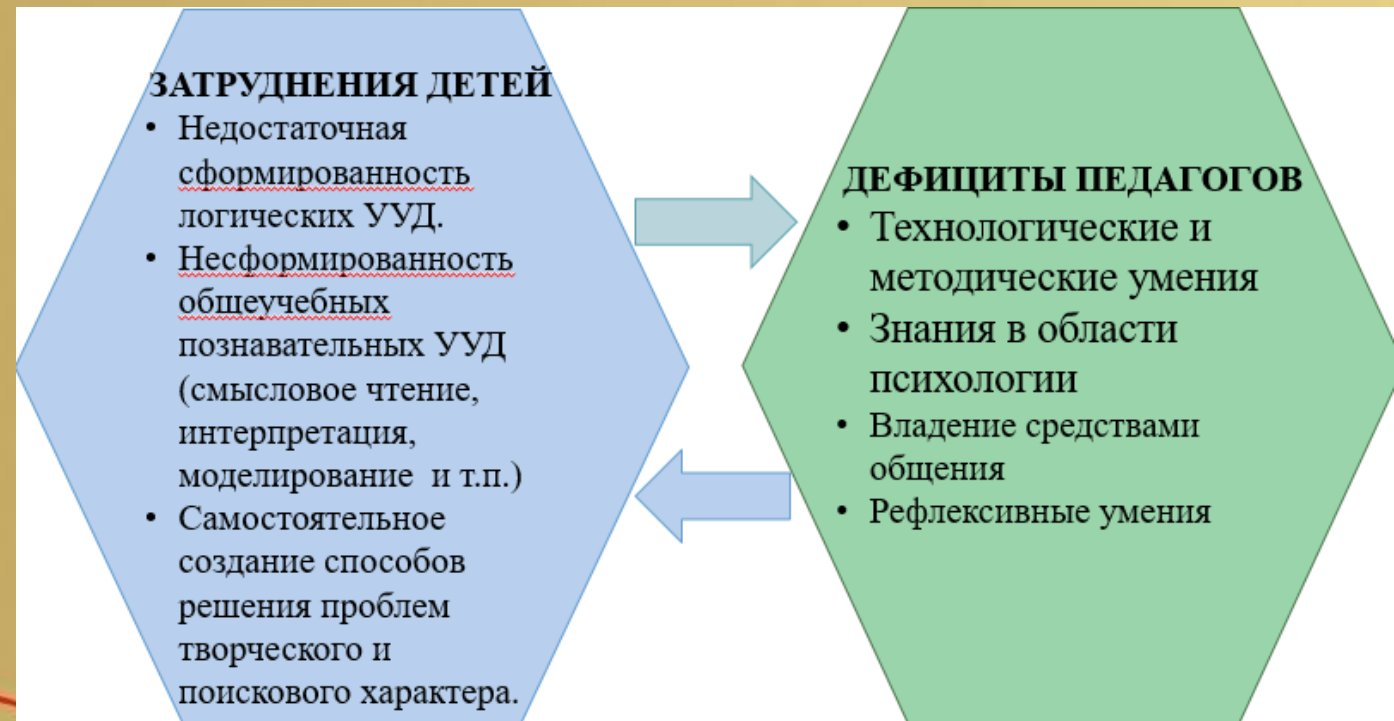 ЗАТРУДНЕНИЯ ДЕТЕЙ
• Недостаточная
сформированность
логических УУД.
• Несформированность
общеучебных
познавательных УУД
(смысловое чтение,
интерпретация,
моделирование и т.п.)
• Самостоятельное
создание способов
решения проблем
творческого и
поискового характера.
ДЕФИЦИТЫ ПЕДАГОГОВ
• Технологические и
методические умения
• Знания в области
психологии
• Владение средствами
общения
• Рефлексивные умения